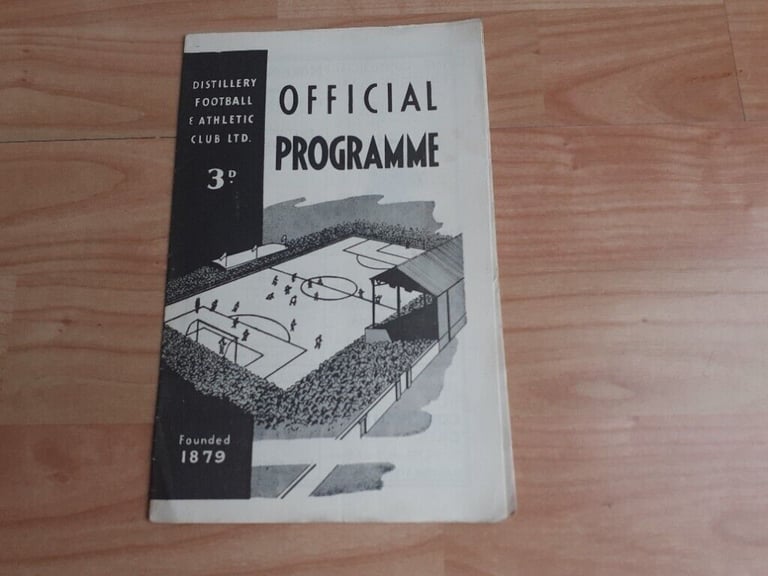 DISTILLERY
FOOTBALL
& ATHLETIC
CLUB LTD.
3D.
OFFICIAL
PROGRAMME
Founded
1879